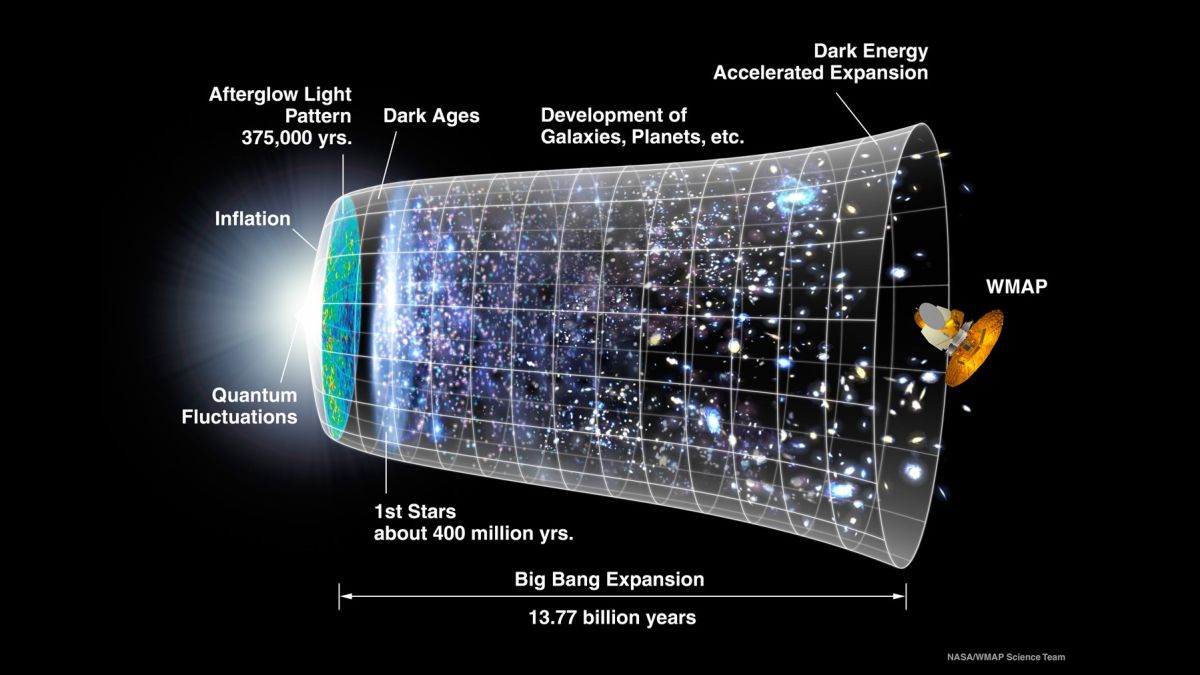 Dark Energy
Accelerated Expansion
Afterglow Light
Pattern
375,000 yrs.
Dark Ages
Development of
Galaxies, Planets, etc.
Inflation
WMAP
Quantum
Fluctuations
1st Stars
about 400 million yrs.
Big Bang Expansion
13.77 billion years
NASA/WMAP Science Team